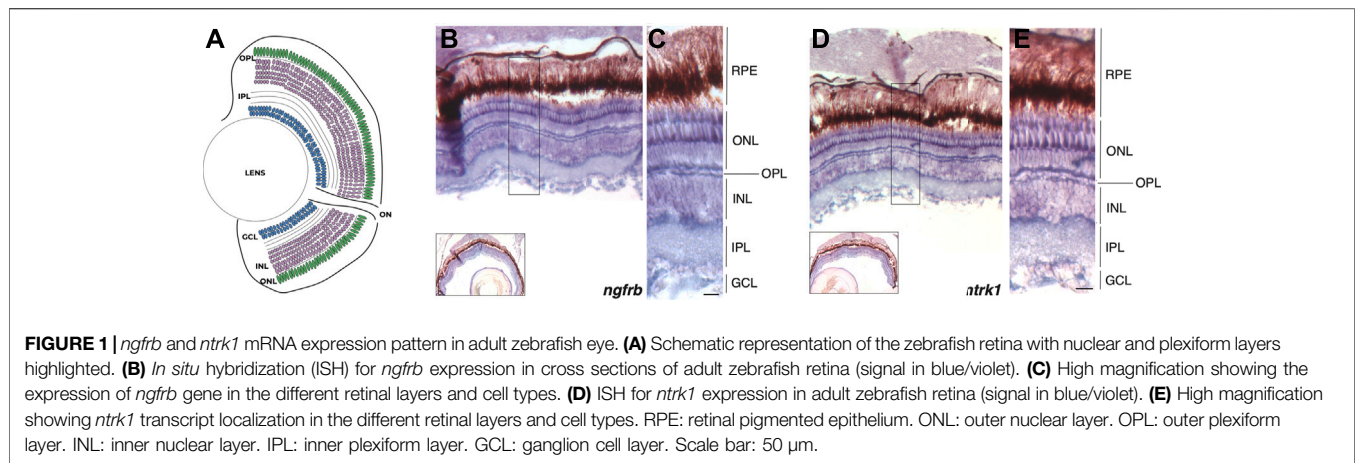 A
OPL
IPL
LENS
ON
GCL
INL
ONL
B
ngfrb
C
RPE
ONL
OPL
INL
IPL
GCL
D
ntrk1
E
RPE
ONL
OPL
INL
IPL
GCL
FIGURE 1 | ngfrb and ntrk1 mRNA expression pattern in adult zebrafish eye. (A) Schematic representation of the zebrafish retina with nuclear and plexiform layers
highlighted. (B) In situ hybridization (ISH) for ngfrb expression in cross sections of adult zebrafish retina (signal in blue/violet). (C) High magnification showing the
expression of ngfrb gene in the different retinal layers and cell types. (D) ISH for ntrk1 expression in adult zebrafish retina (signal in blue/violet). (E) High magnification
showing ntrk1 transcript localization in the different retinal layers and cell types. RPE: retinal pigmented epithelium. ONL: outer nuclear layer. OPL: outer plexiform
layer. INL: inner nuclear layer. IPL: inner plexiform layer. GCL: ganglion cell layer. Scale bar: 50 µm.